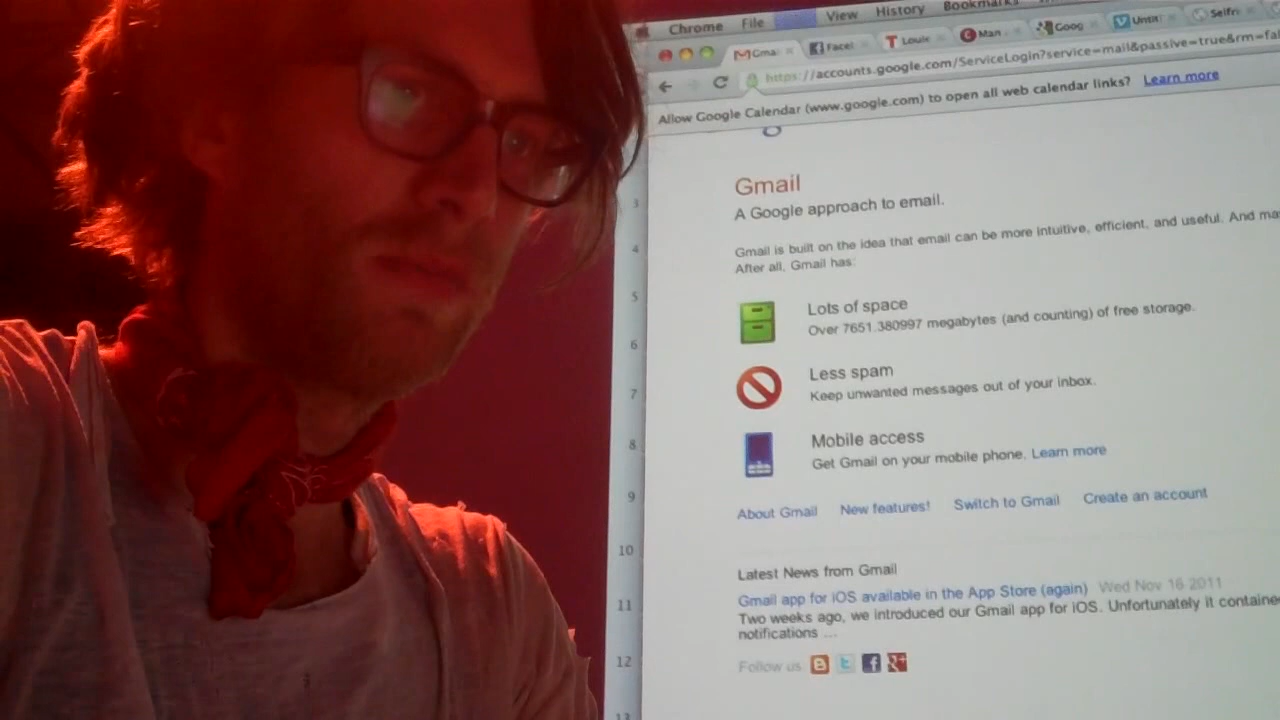 Chrome File View History Bookmarks
Gmai Facel Louie Man Goog Untit Selfri
https://accounts.google.com/ServiceLogin?service=mail&passive=true&rm=fal
Allow Google Calendar (www.google.com) to open all web calendar links? Learn more
Gmail
A Google approach to email.
Gmail is built on the idea that email can be more intuitive, efficient, and useful. And ma
After all, Gmail has:
Lots of space
Over 7651.380997 megabytes (and counting) of free storage.
Less spam
Keep unwanted messages out of your inbox.
Mobile access
Get Gmail on your mobile phone. Learn more
About Gmail New features! Switch to Gmail Create an account
Latest News from Gmail
Gmail app for iOS available in the App Store (again) Wed Nov 16 2011
Two weeks ago, we introduced our Gmail app for iOS. Unfortunately it containe
notifications ...
Follow us
3
4
5
6
7
8
9
10
11
12
13